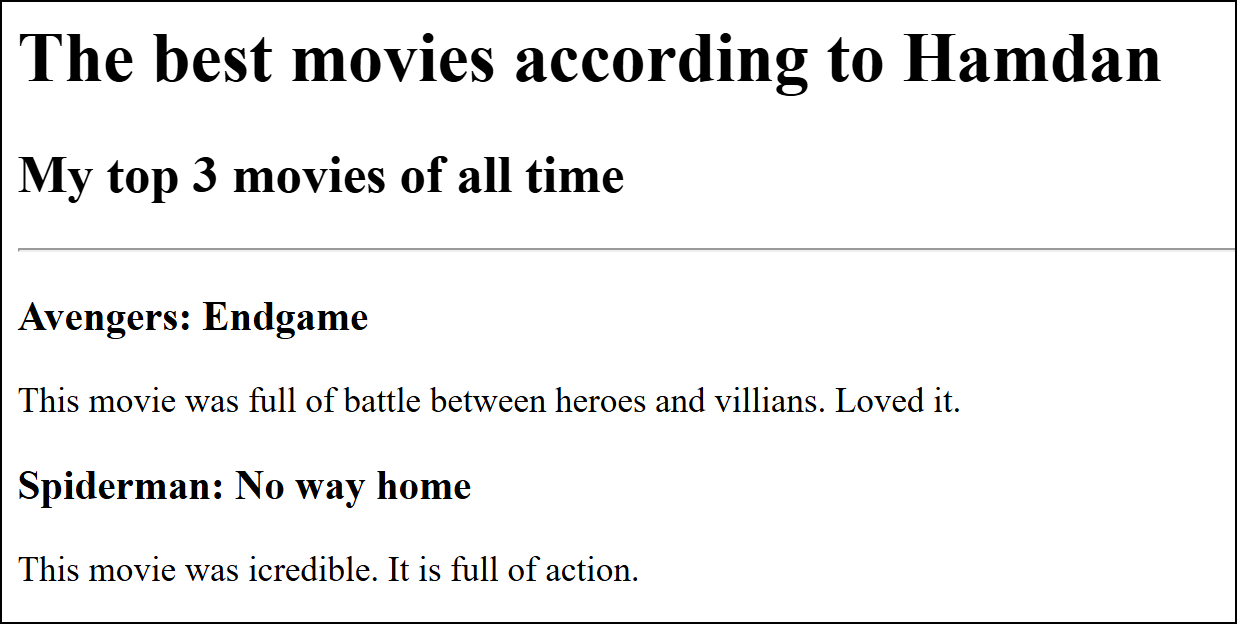 The best movies according to Hamdan
My top 3 movies of all time
Avengers: Endgame
This movie was full of battle between heroes and villians. Loved it.
Spiderman: No way home
This movie was icredible. It is full of action.